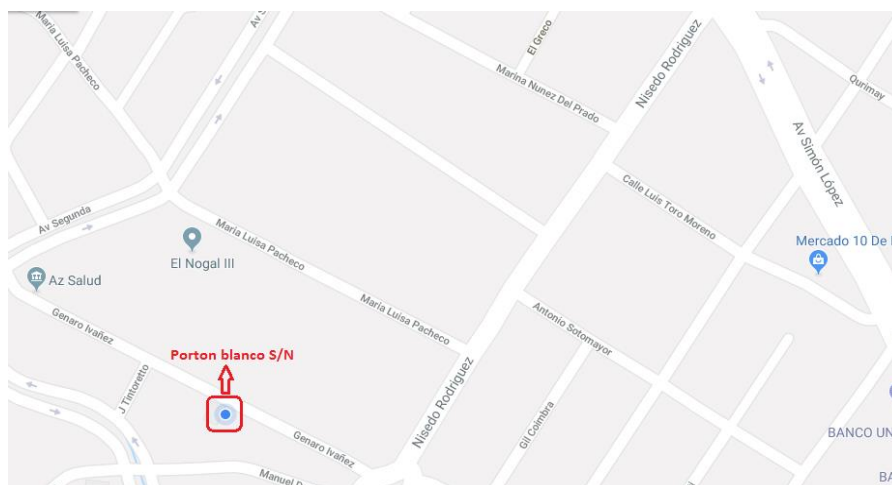 Maria Luisa Pacheco
Av S
El Greco
Marina Nunez Del Prado
Nisedo Rodriguez
Qurimay
Av Simón López
Calle Luis Toro Moreno
Av Segunda
Maria Luisa Pacheco
El Nogal III
Mercado 10 De
Az Salud
Genaro Ivañez
Maria Luisa Pacheco
Antonio Sotomayor
Porton blanco S/N
J Tintoretto
Nisedo Rodriguez
Gil Coimbra
Genaro Ivañez
BANCO UN
Manuel D
BA